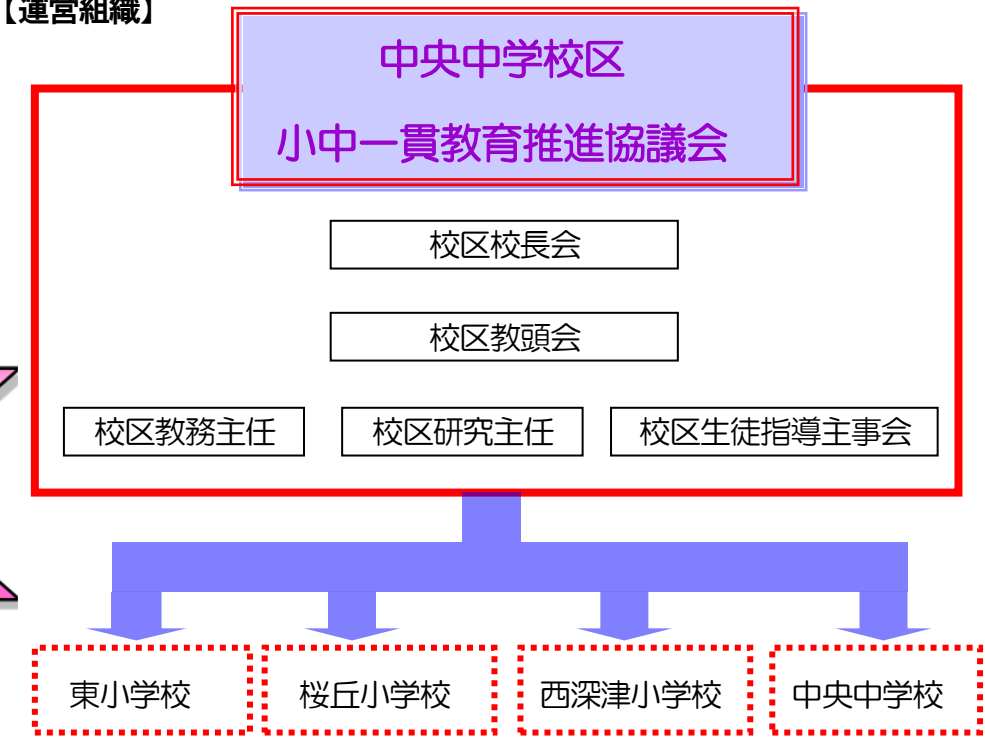 【運営組織】
中央中学校区
小中一貫教育推進協議会
校区校長会
校区教頭会
校区教務主任
校区研究主任
校区生徒指導主事会
東小学校
桜丘小学校
西深津小学校
中央中学校